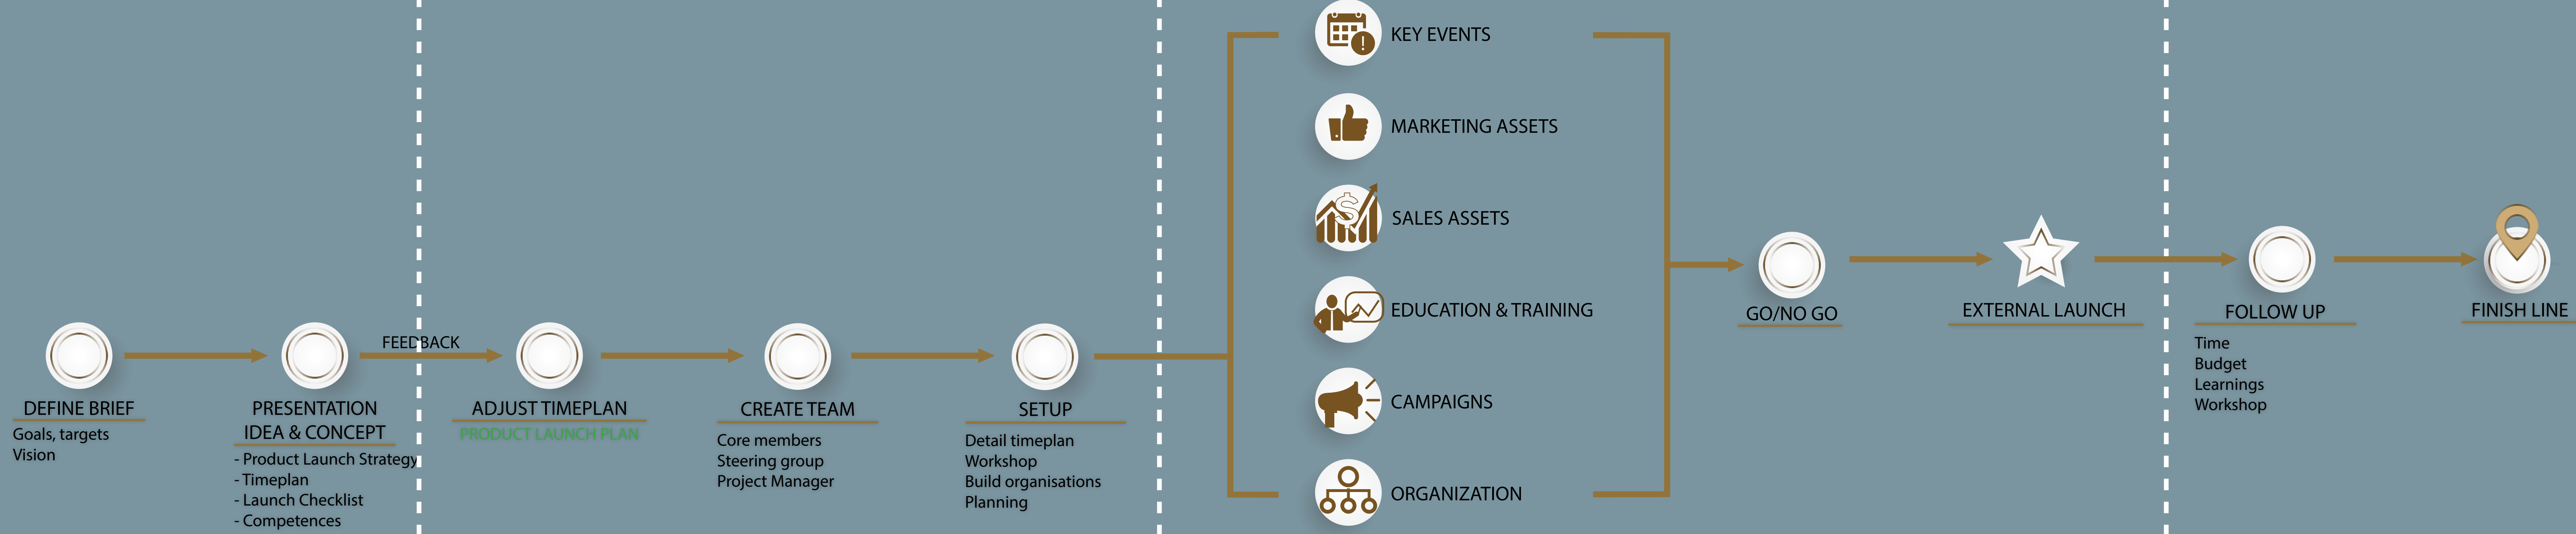 DEFINE BRIEF
Goals, targets
Vision
PRESENTATION
IDEA & CONCEPT
- Product Launch Strategy
- Timeplan
- Launch Checklist
- Competences
FEEDBACK
ADJUST TIMEPLAN
PRODUCT LAUNCH PLAN
CREATE TEAM
Core members
Steering group
Project Manager
SETUP
Detail timeplan
Workshop
Build organisations
Planning
KEY EVENTS
MARKETING ASSETS
SALES ASSETS
EDUCATION & TRAINING
CAMPAIGNS
ORGANIZATION
GO/NO GO
EXTERNAL LAUNCH
FOLLOW UP
Time
Budget
Learnings
Workshop
FINISH LINE